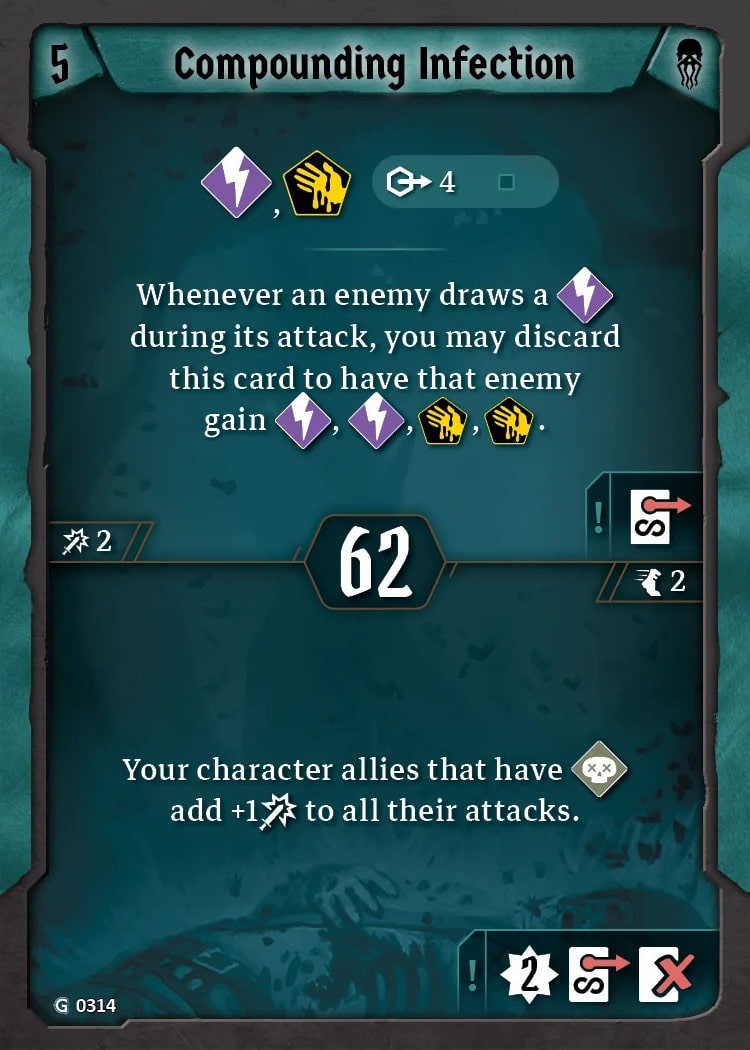 5
Compounding Infection
, 4
Whenever an enemy draws a
during its attack, you may discard
this card to have that enemy
gain , , , .
!
2
62
2
Your character allies that have
add +1 to all their attacks.
! 2
G 0314